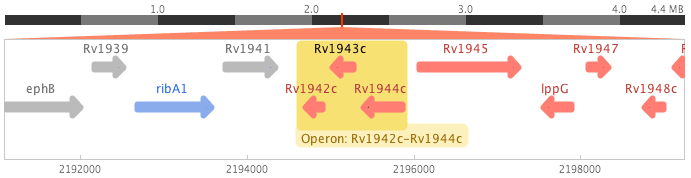 1.0 2.0 3.0 4.0 4.4 MB
Rv1939 Rv1941 Rv1943c Rv1945 Rv1947
ephB ribA1 Rv1942c Rv1944c lppG Rv1948c
Operon: Rv1942c-Rv1944c
2192000 2194000 2196000 2198000